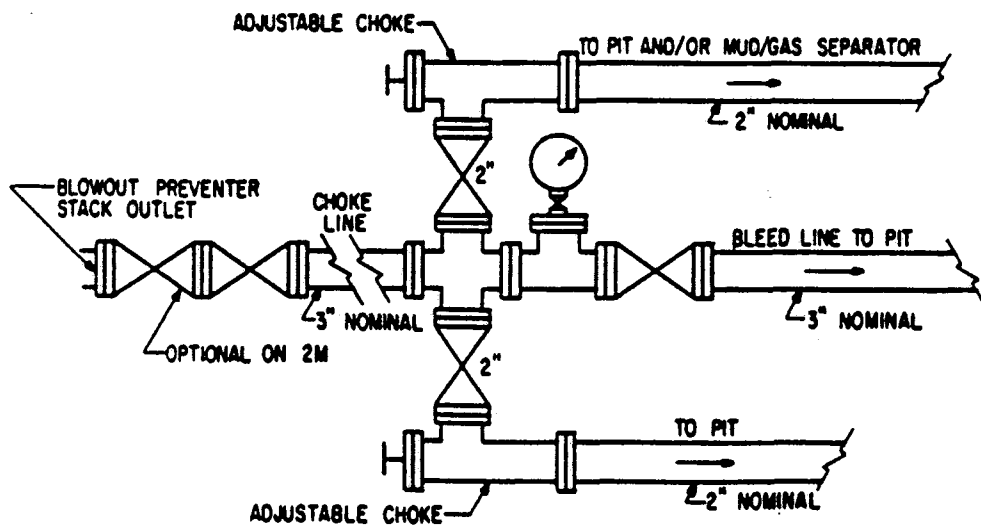 ADJUSTABLE CHOKE
TO PIT AND/OR MUD/GAS SEPARATOR
2" NOMINAL
2"
BLOWOUT PREVENTER
STACK OUTLET
CHOKE
LINE
BLEED LINE TO PIT
3" NOMINAL
3" NOMINAL
OPTIONAL ON 2M
2"
TO PIT
2" NOMINAL
ADJUSTABLE CHOKE